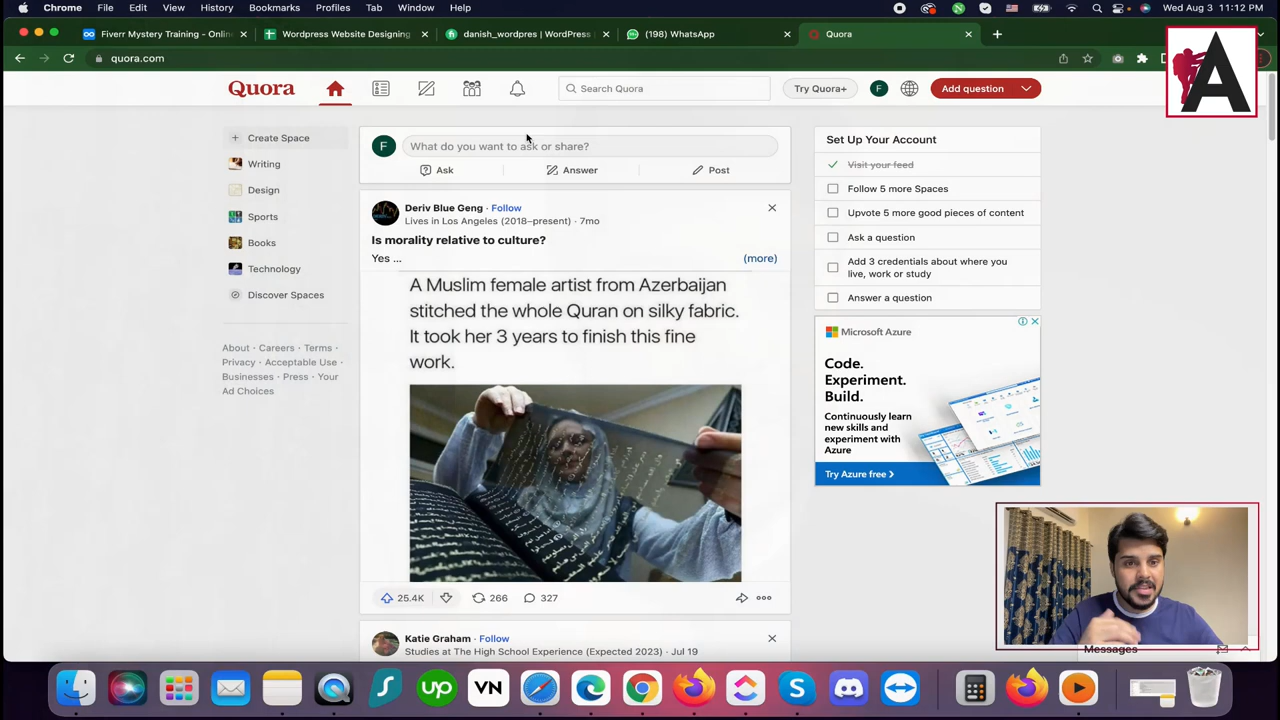 Chrome File Edit View History Bookmarks Profiles Tab Window Help Wed Aug 3 11:12 PM
Fiverr Mystery Training - Onlin Wordpress Website Designing danish_wordpres | WordPress (198) WhatsApp Quora
quora.com
A
Quora
Search Quora
Try Quora+
F
Add question
Create Space
Writing
Design
Sports
Books
Technology
Discover Spaces
About · Careers · Terms ·
Privacy · Acceptable Use ·
Businesses · Press · Your
Ad Choices
F What do you want to ask or share?
Ask Answer Post
Deriv Blue Geng · Follow
Lives in Los Angeles (2018–present) · 7mo
Is morality relative to culture?
Yes ... (more)
A Muslim female artist from Azerbaijan
stitched the whole Quran on silky fabric.
It took her 3 years to finish this fine
work.
25.4K 266 327
Katie Graham · Follow
Studies at The High School Experience (Expected 2023) · Jul 19
Set Up Your Account
Visit your feed
Follow 5 more Spaces
Upvote 5 more good pieces of content
Ask a question
Add 3 credentials about where you
live, work or study
Answer a question
Microsoft Azure
Code.
Experiment.
Build.
Continuously learn
new skills and
experiment with
Azure
Try Azure free
Messages
up VN